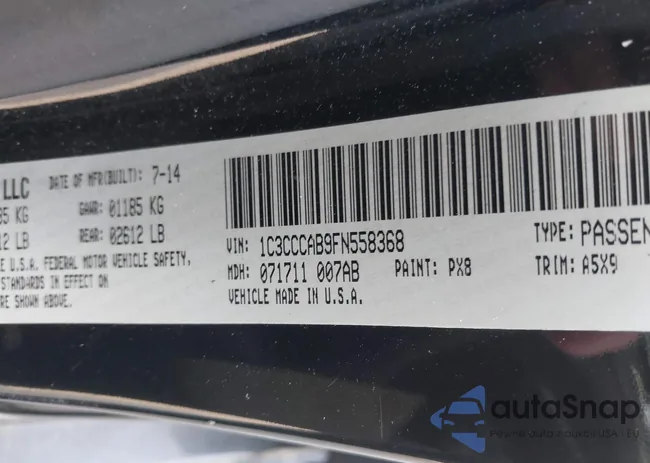 LLC DATE OF MFR(BUILT): 7-14
85 KG GAWR: 01185 KG
12 LB REAR: 02612 LB
E U.S.A. FEDERAL MOTOR VEHICLE SAFETY,
STANDARDS IN EFFECT ON
RE SHOWN ABOVE.
VIN: 1C3CCCAB9FN558368 TYPE: PASSEN
MDH: 071711 007AB PAINT: PX8 TRIM: A5X9
VEHICLE MADE IN U.S.A.
autoSnap